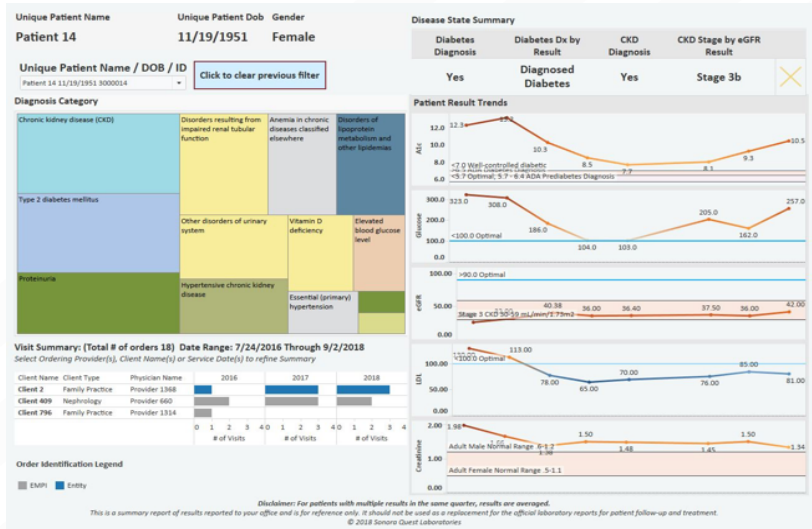 Unique Patient Name
Unique Patient Dob
Gender
Patient 14
11/19/1951
Female
Unique Patient Name / DOB / ID
Patient 14 11/19/1951 3000014
Click to clear previous filter
Disease State Summary
Diabetes Diagnosis
Diabetes Dx by Result
CKD Diagnosis
CKD Stage by eGFR Result
Yes
Diagnosed Diabetes
Yes
Stage 3b
Diagnosis Category
Chronic kidney disease (CKD)
Type 2 diabetes mellitus
Proteinuria
Disorders resulting from
impaired renal tubular
function
Anemia in chronic
diseases classified
elsewhere
Disorders of
lipoprotein
metabolism and
other lipidemias
Other disorders of urinary
system
Hypertensive chronic kidney
disease
Vitamin D
deficiency
Elevated
blood glucose
level
Essential (primary)
hypertension
Patient Result Trends
A1c
12.0
10.0
8.0
6.0
12.3
10.3
8.5
7.7
8.1
9.3
10.5
<7.0 Well-controlled diabetic
<5.7 Optimal; 5.7 - 6.4 ADA Prediabetes Diagnosis
Glucose
300.0
200.0
100.0
0.0
323.0
308.0
186.0
104.0
103.0
205.0
162.0
257.0
<100.0 Optimal
eGFR
100.00
50.00
0.00
>90.0 Optimal
40.38
36.00
36.40
37.50
36.00
42.00
Stage 3 CKD 30-59 mL/min/1.73m2
LDL
100.00
0.00
113.00
<100.0 Optimal
78.00
65.00
70.00
76.00
85.00
81.00
Creatinine
2.00
1.00
0.00
1.98
1.50
1.48
1.45
1.50
1.34
Adult Male Normal Range .6-1.2
Adult Female Normal Range .5-1.1
Visit Summary: (Total # of orders 18) Date Range: 7/24/2016 Through 9/2/2018
Select Ordering Provider(s), Client Name(s) or Service Date(s) to refine Summary
Client Name Client Type Physician Name 2016 2017 2018
Client 2 Family Practice Provider 1368
Client 409 Nephrology Provider 660
Client 796 Family Practice Provider 1314
0 1 2 3 4 0 1 2 3 4 0 1 2 3 4
# of Visits # of Visits # of Visits
Order Identification Legend
EMPI Entity
Disclaimer: For patients with multiple results in the same quarter, results are averaged.
This is a summary report of results reported to your office and is for reference only. It should not be used as a replacement for the official laboratory reports for patient follow-up and treatment.
© 2018 Sonora Quest Laboratories